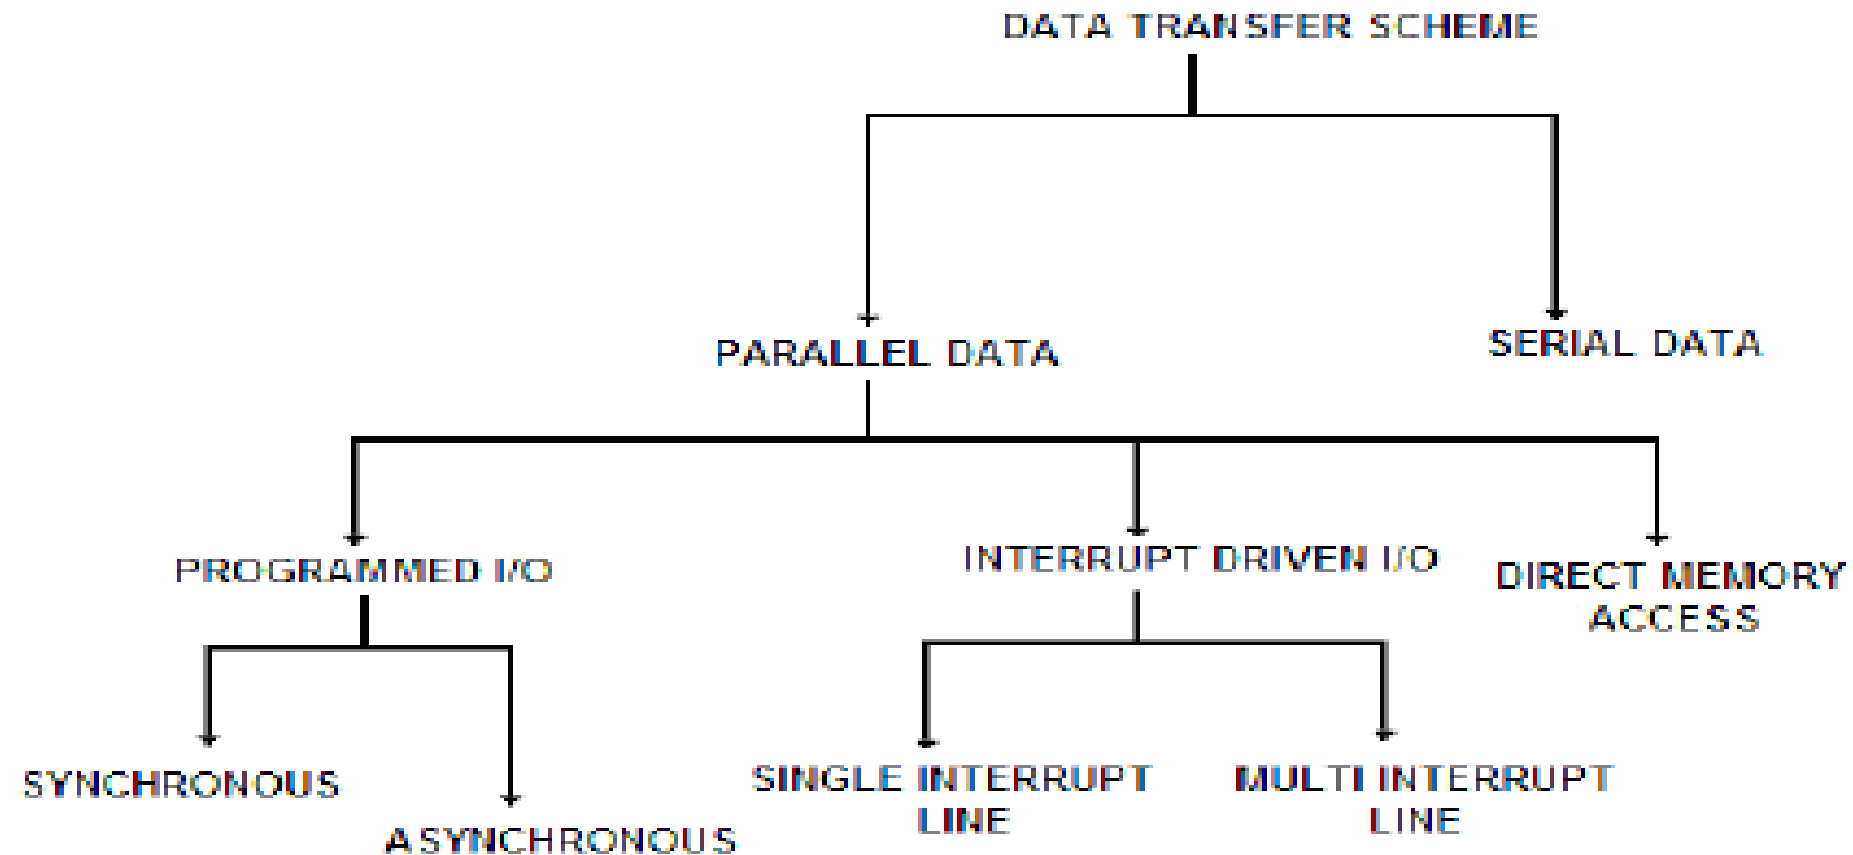 DATA TRANSFER SCHEME
PARALLEL DATA
SERIAL DATA
PROGRAMMED I/O
INTERRUPT DRIVEN I/O
DIRECT MEMORY
ACCESS
SYNCHRONOUS
ASYNCHRONOUS
SINGLE INTERRUPT
LINE
MULTI INTERRUPT
LINE